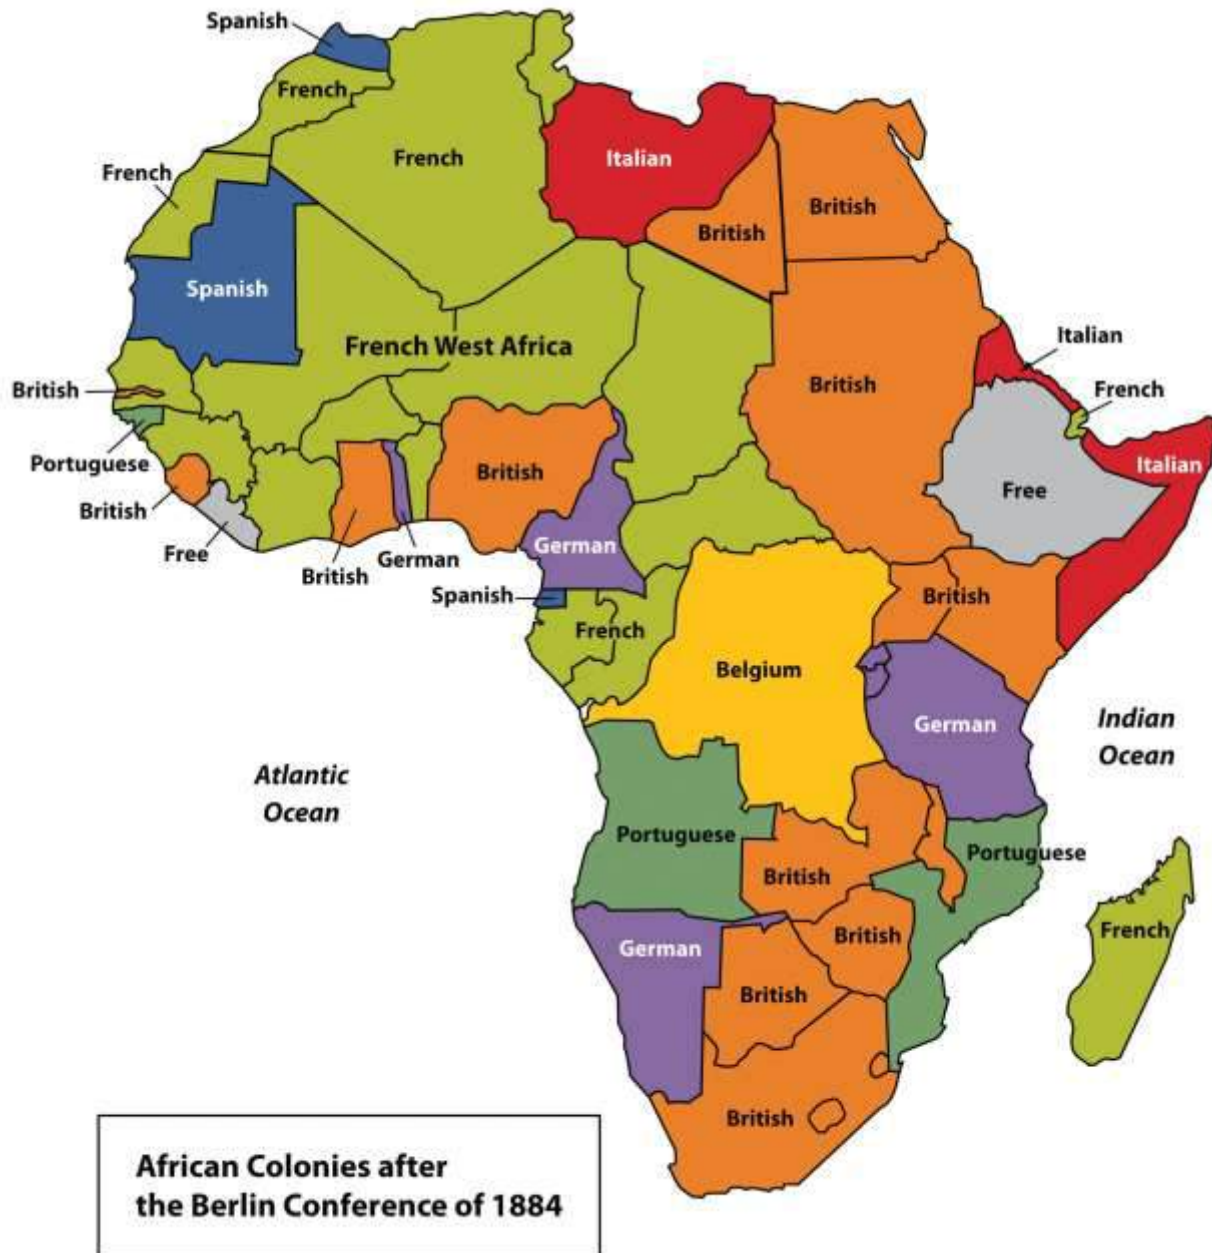 Spanish
French
French
French
Italian
British
British
Spanish
French West Africa
Italian
British
British
French
Portuguese
British
Italian
British
Free
Free
German
British
German
Spanish
British
French
Belgium
German
Indian
Ocean
Atlantic
Ocean
Portuguese
Portuguese
British
French
British
German
British
British
African Colonies after
the Berlin Conference of 1884